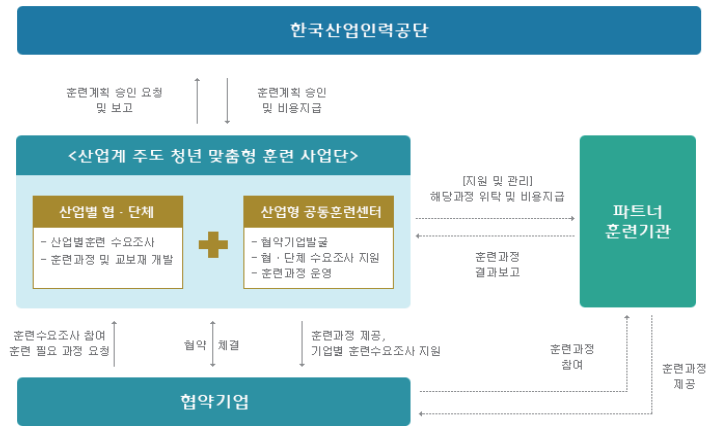 한국산업인력공단
훈련계획 승인 요청
및 보고
훈련계획 승인
및 비용지급
<산업계 주도 청년 맞춤형 훈련 사업단>
산업별 협 · 단체
- 산업별훈련 수요조사
- 훈련과정 및 교보재 개발
산업형 공동훈련센터
- 협약기업발굴
- 협 · 단체 수요조사 지원
- 훈련과정 운영
[지원 및 관리]
해당과정 위탁 및 비용지급
훈련과정
결과보고
파트너
훈련기관
훈련수요조사 참여
훈련 필요 과정 요청
협약 체결
훈련과정 제공,
기업별 훈련수요조사 지원
훈련과정
참여
훈련과정
제공
협약기업